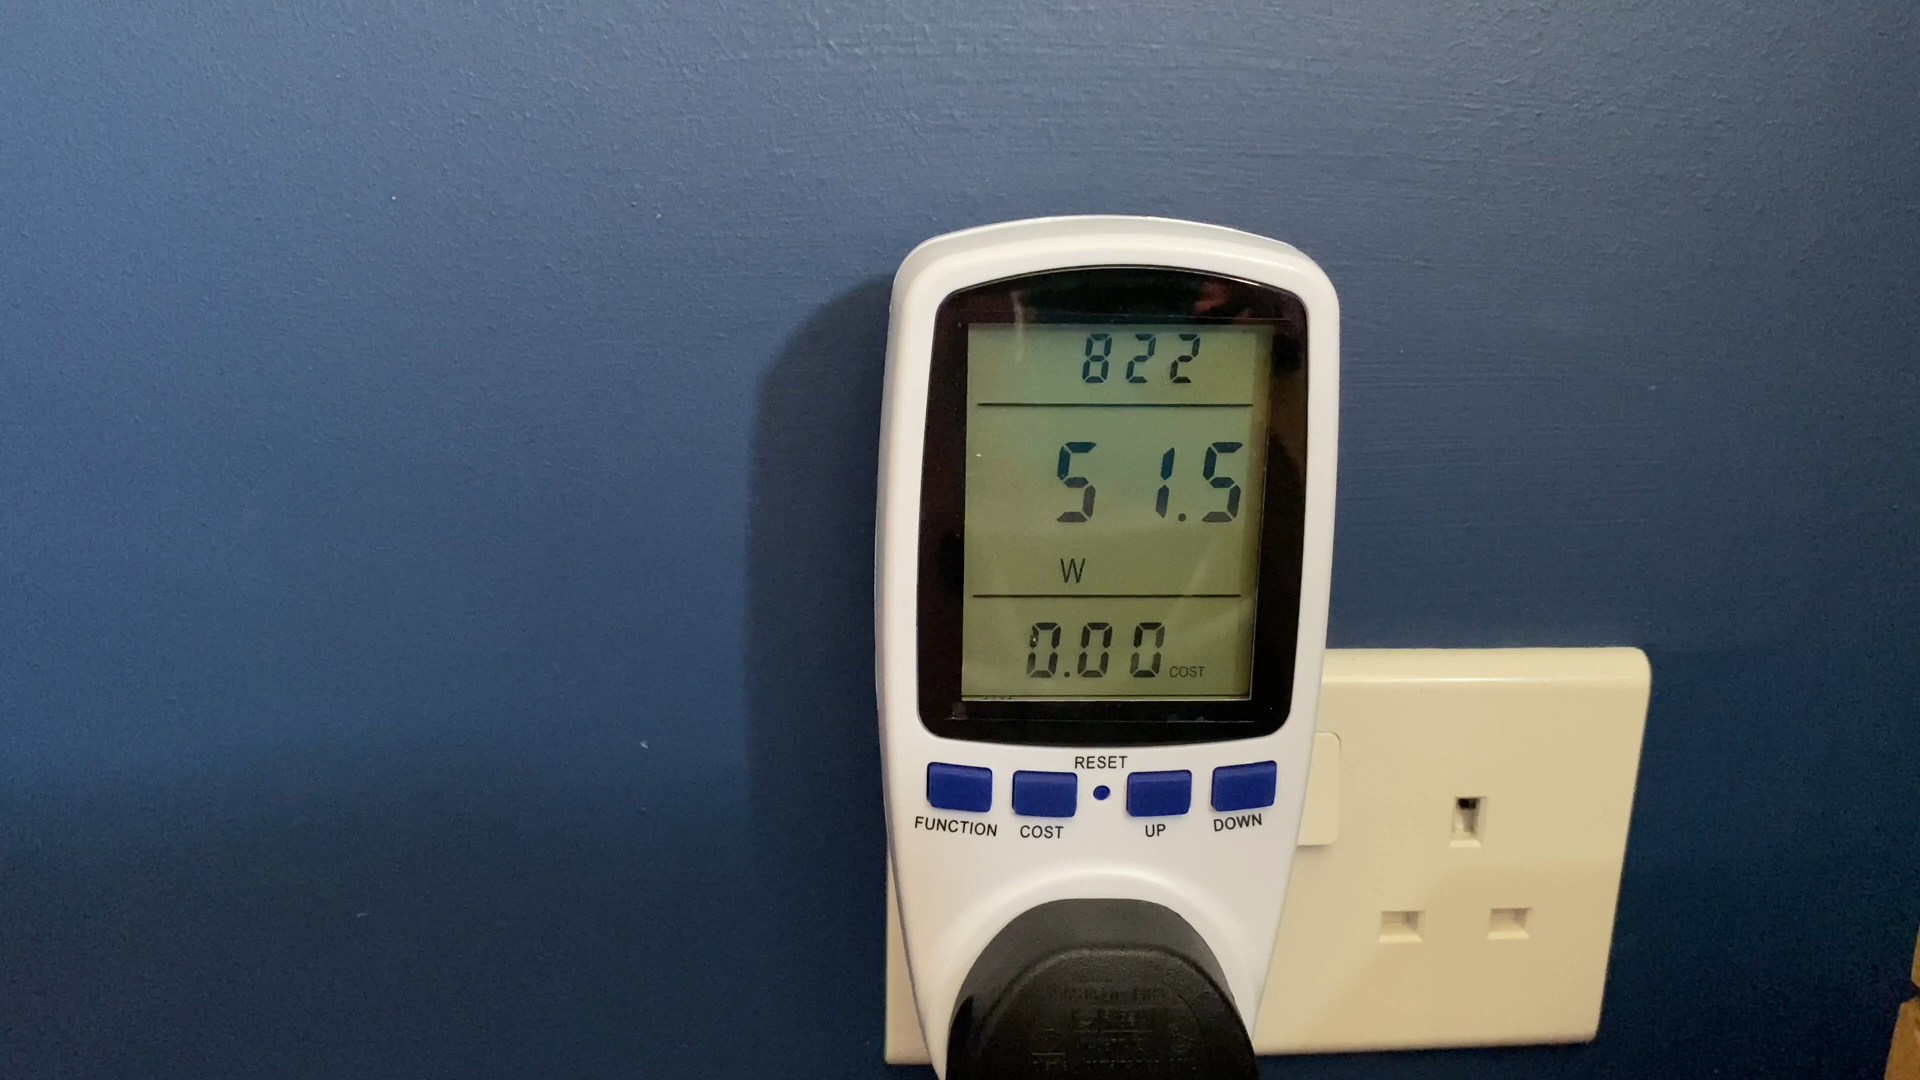 822
51.5
W
0.00 COST
RESET
FUNCTION COST UP DOWN